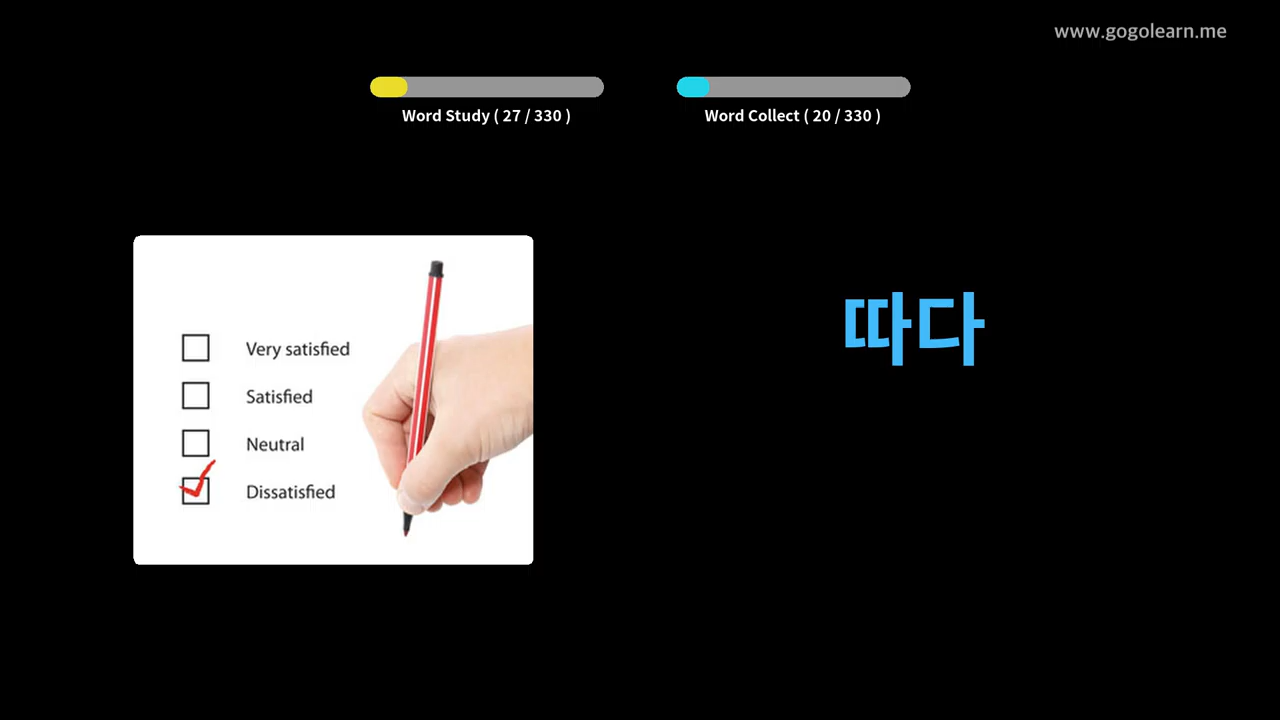 www.gogolearn.me
Word Study ( 27 / 330 )
Word Collect ( 20 / 330 )
따다
Very satisfied
Satisfied
Neutral
Dissatisfied